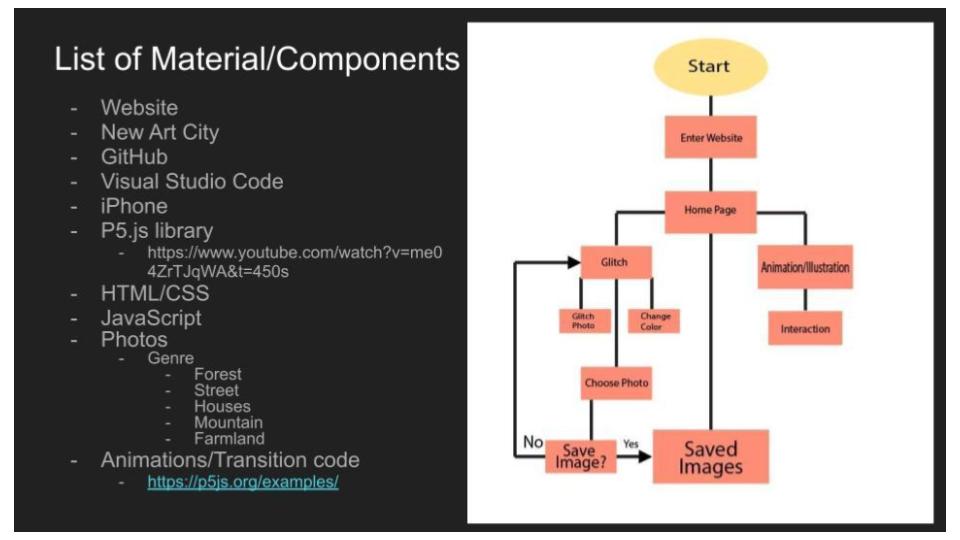 List of Material/Components
- Website
- New Art City
- GitHub
- Visual Studio Code
- iPhone
- P5.js library
- https://www.youtube.com/watch?v=me0
4ZrTJqWA&t=450s
- HTML/CSS
- JavaScript
- Photos
- Genre
- Forest
- Street
- Houses
- Mountain
- Farmland
- Animations/Transition code
- https://p5js.org/examples/
Start
Enter Website
Home Page
Glitch
Animation/Illustration
Glitch
Photo
Change
Color
Interaction
Choose Photo
No
Save
Image?
Yes
Saved
Images